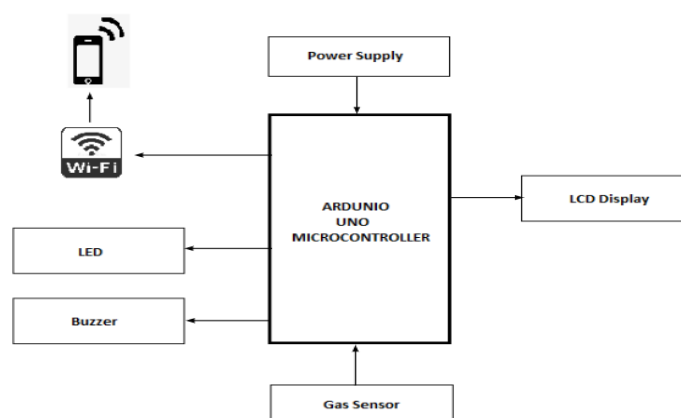 Power Supply
Wi-Fi
ARDUNIO
UNO
MICROCONTROLLER
LCD Display
LED
Buzzer
Gas Sensor